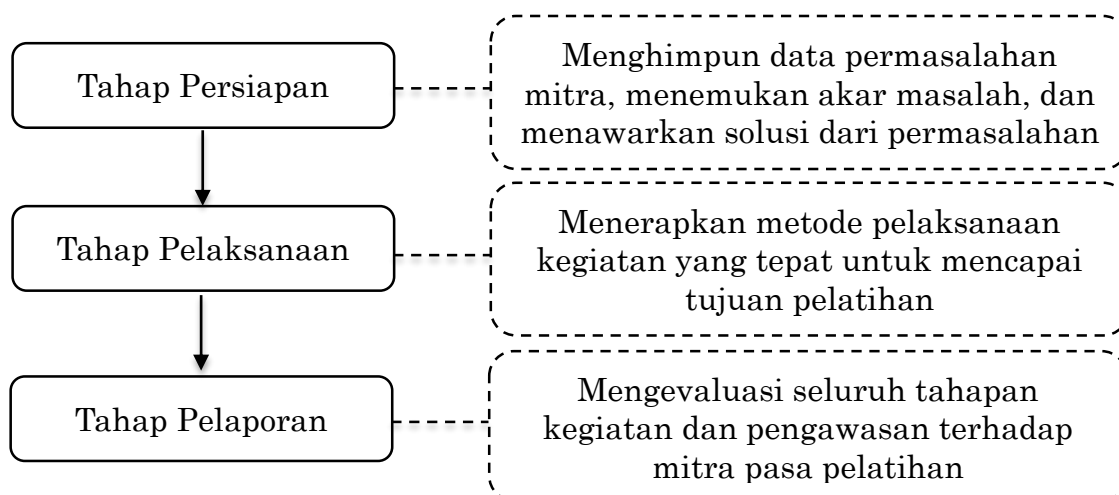 Tahap Persiapan
Menghimpun data permasalahan
mitra, menemukan akar masalah, dan
menawarkan solusi dari permasalahan
Tahap Pelaksanaan
Menerapkan metode pelaksanaan
kegiatan yang tepat untuk mencapai
tujuan pelatihan
Tahap Pelaporan
Mengevaluasi seluruh tahapan
kegiatan dan pengawasan terhadap
mitra pasa pelatihan